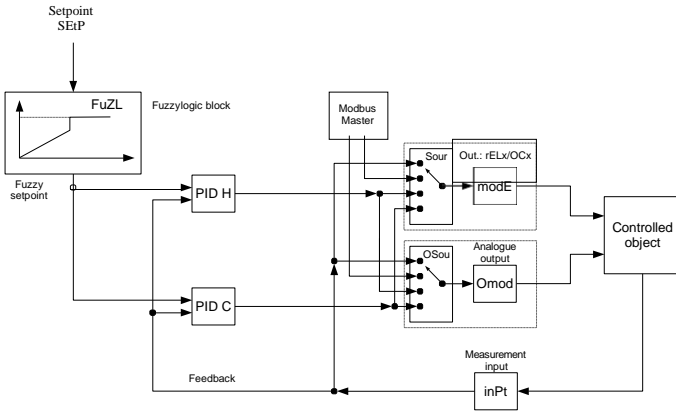 Setpoint
SEtP
FuZL
Fuzzylogic block
Fuzzy
setpoint
PID H
PID C
Modbus
Master
Sour
Out.: rELx/OCx
modE
OSou
Analogue
output
Omod
Controlled
object
Measurement
input
inPt
Feedback